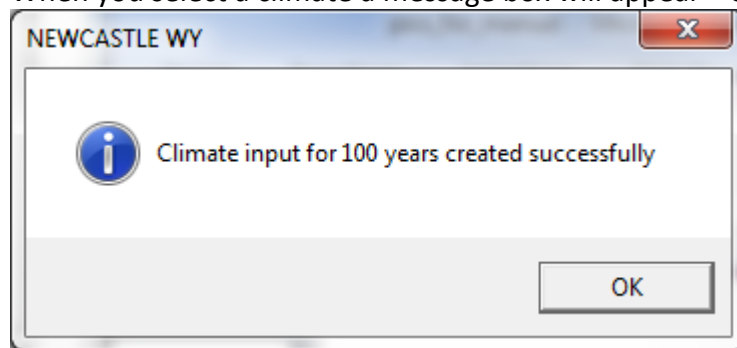 When you select a climate a message box will appear
NEWCASTLE WY
Climate input for 100 years created successfully
OK